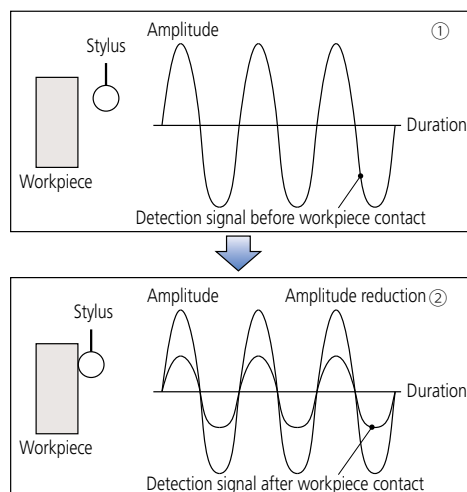 Amplitude
①
Stylus
Duration
Workpiece
Detection signal before workpiece contact
Amplitude
Amplitude reduction ②
Stylus
Duration
Workpiece
Detection signal after workpiece contact